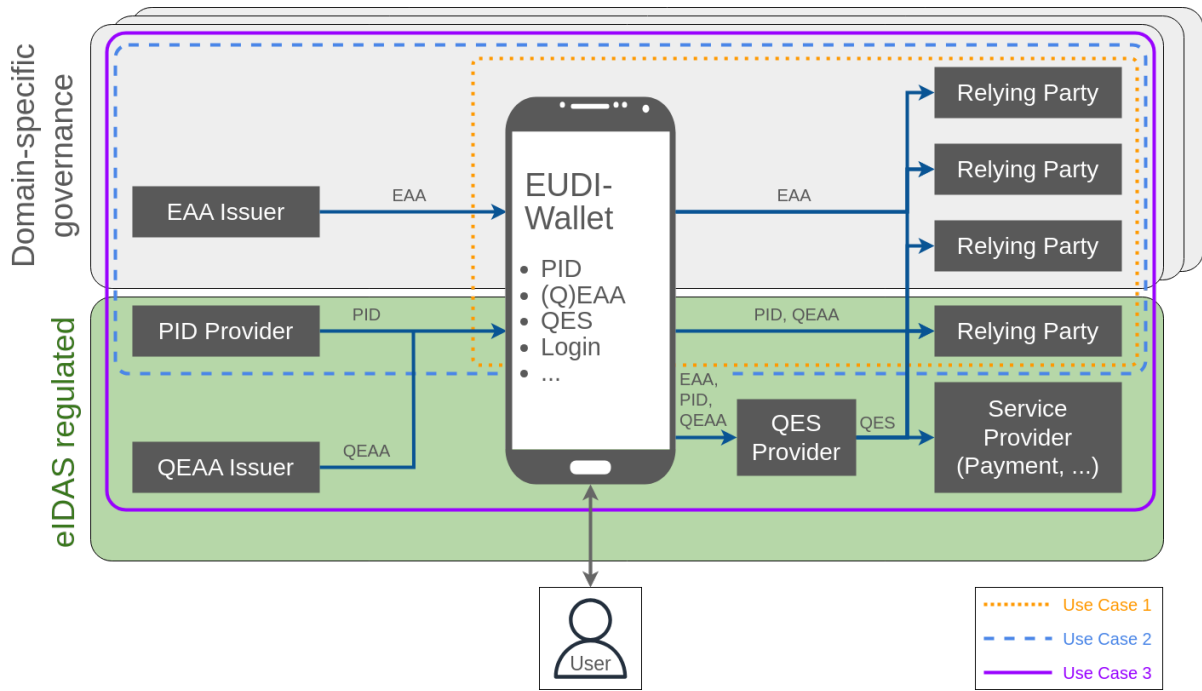 Domain-specific
governance
eIDAS regulated
EAA Issuer
EAA
PID Provider
PID
QEAA Issuer
QEAA
EUDI-
Wallet
• PID
• (Q)EAA
• QES
• Login
• ...
EAA
PID, QEAA
EAA,
PID,
QEAA
QES
Provider
QES
Relying Party
Relying Party
Relying Party
Relying Party
Service
Provider
(Payment, ...)
User
Use Case 1
Use Case 2
Use Case 3